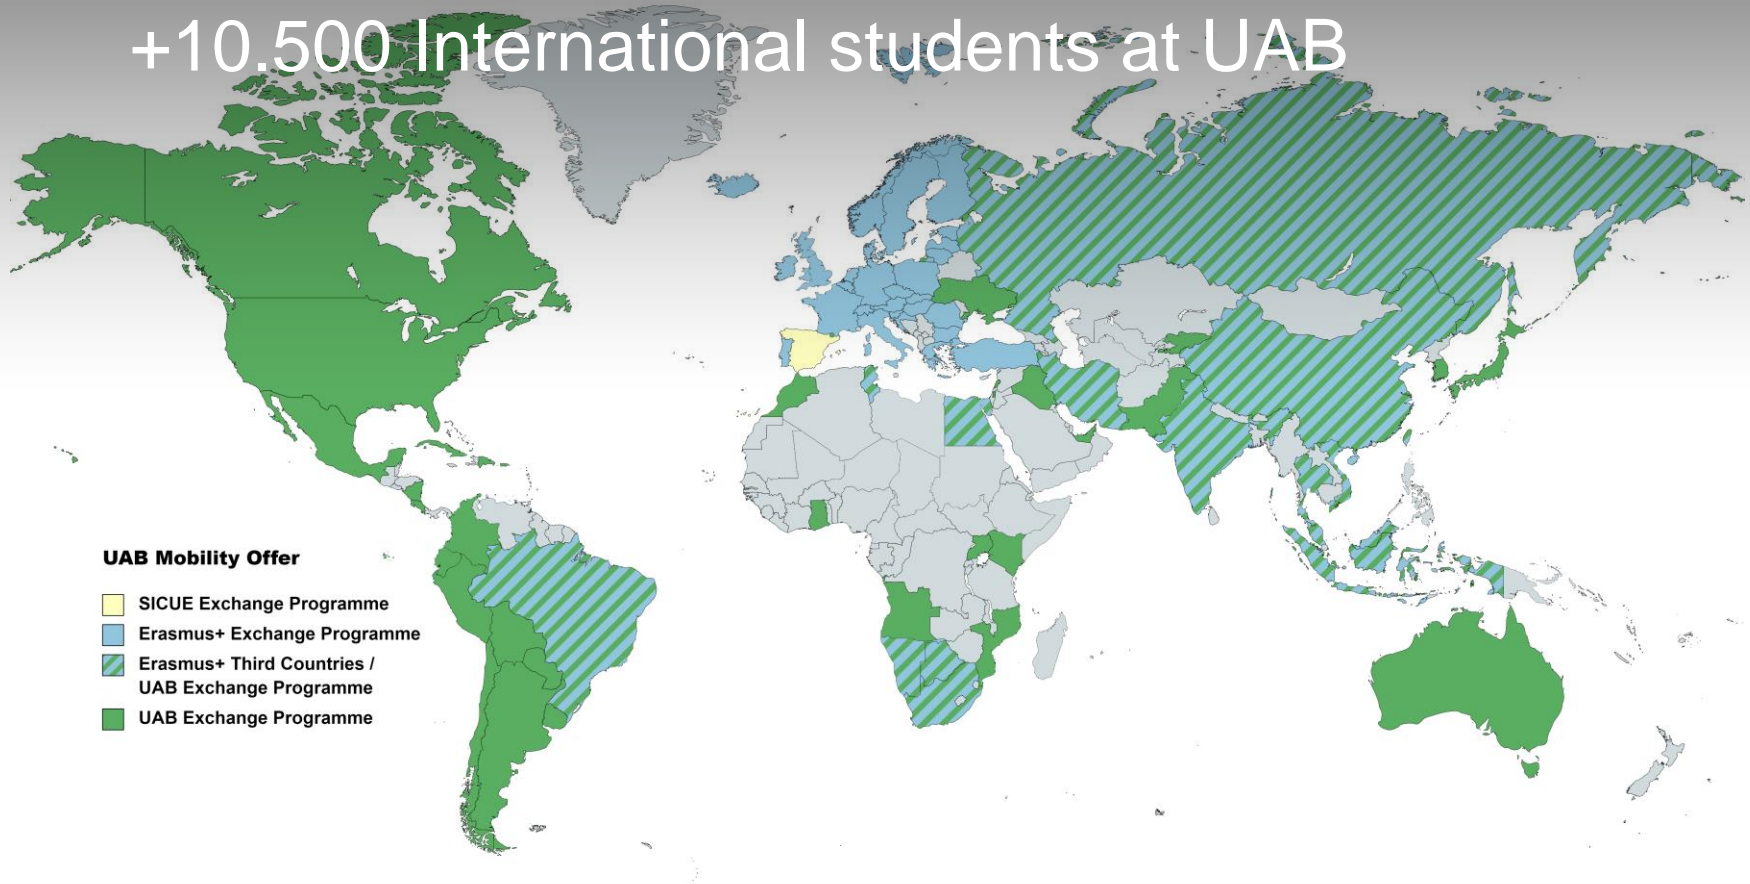 +10.500 International students at UAB
UAB Mobility Offer
SICUE Exchange Programme
Erasmus+ Exchange Programme
Erasmus+ Third Countries /
UAB Exchange Programme
UAB Exchange Programme